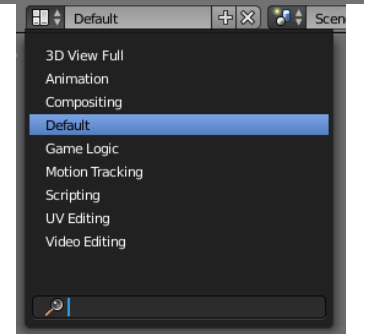 Default Scen
3D View Full
Animation
Compositing
Default
Game Logic
Motion Tracking
Scripting
UV Editing
Video Editing